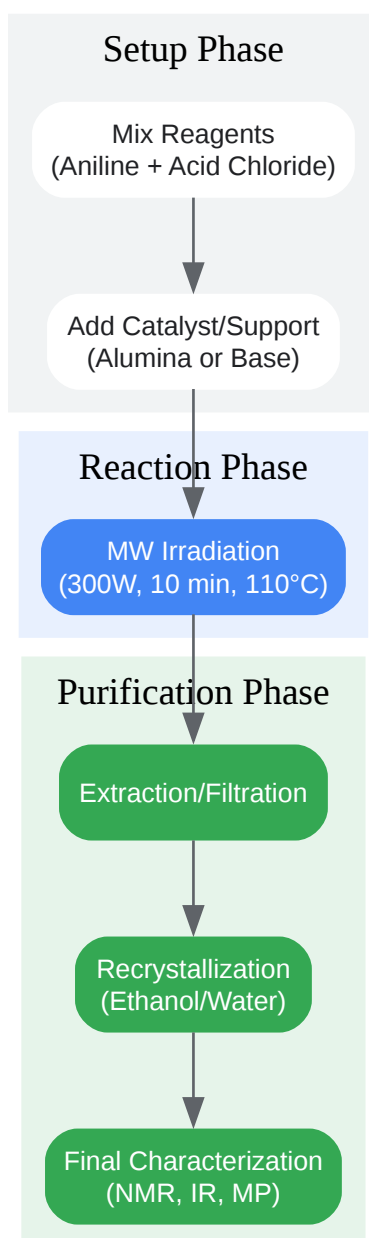 Setup Phase
Mix Reagents
(Aniline + Acid Chloride)
Add Catalyst/Support
(Alumina or Base)
Reaction Phase
MW Irradiation
(300W, 10 min, 110°C)
Purification Phase
Extraction/Filtration
Recrystallization
(Ethanol/Water)
Final Characterization
(NMR, IR, MP)